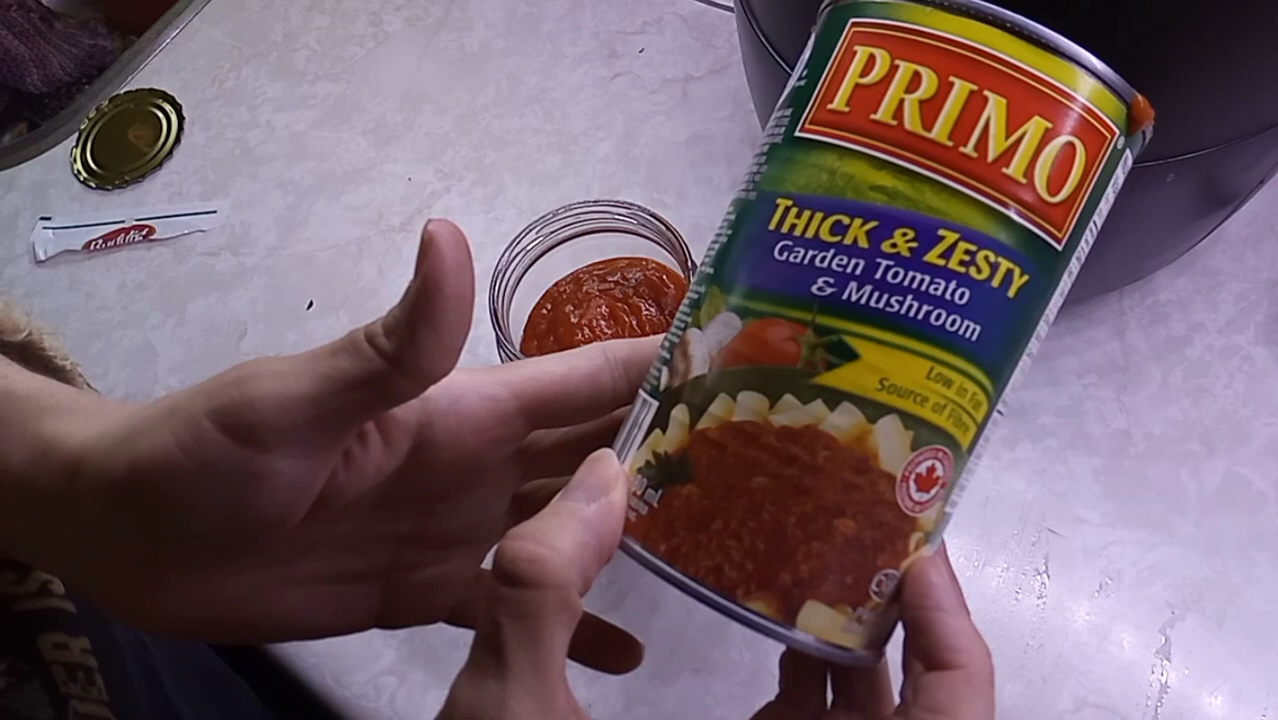 PRIMO
THICK & ZESTY
Garden Tomato
& Mushroom
Low in Fat
Source of Fibre